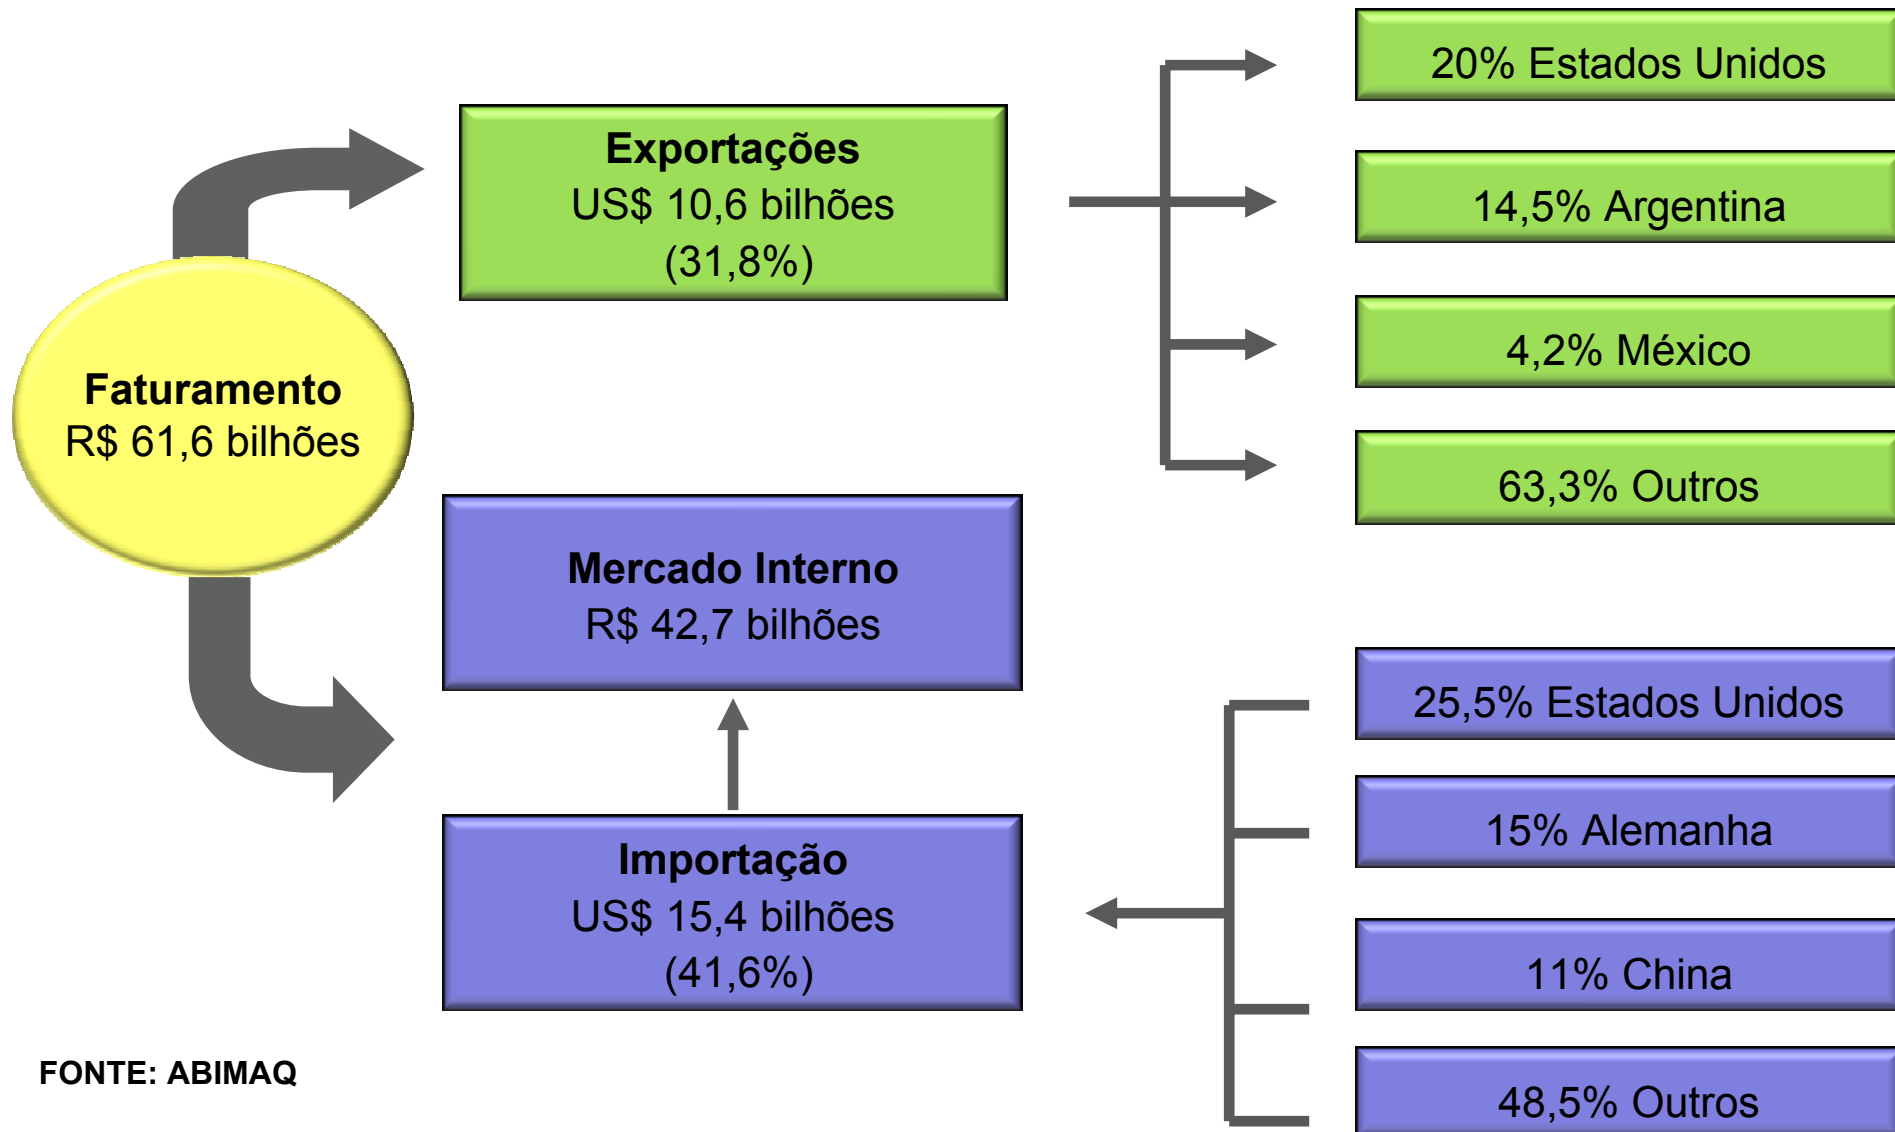 Faturamento
R$ 61,6 bilhões
Exportações
US$ 10,6 bilhões
(31,8%)
20% Estados Unidos
14,5% Argentina
4,2% México
63,3% Outros
Mercado Interno
R$ 42,7 bilhões
Importação
US$ 15,4 bilhões
(41,6%)
25,5% Estados Unidos
15% Alemanha
11% China
48,5% Outros
FONTE: ABIMAQ